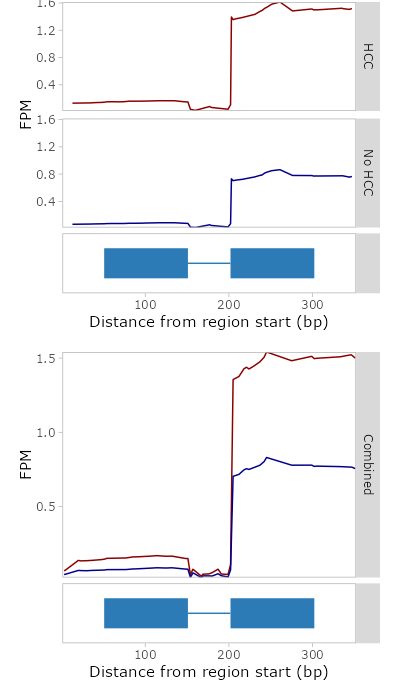 1.6
1.2
0.8
0.4
HCC
FPM
1.6
1.2
0.8
0.4
No HCC
100 200 300
Distance from region start (bp)
1.5
1.0
0.5
FPM
Combined
100 200 300
Distance from region start (bp)